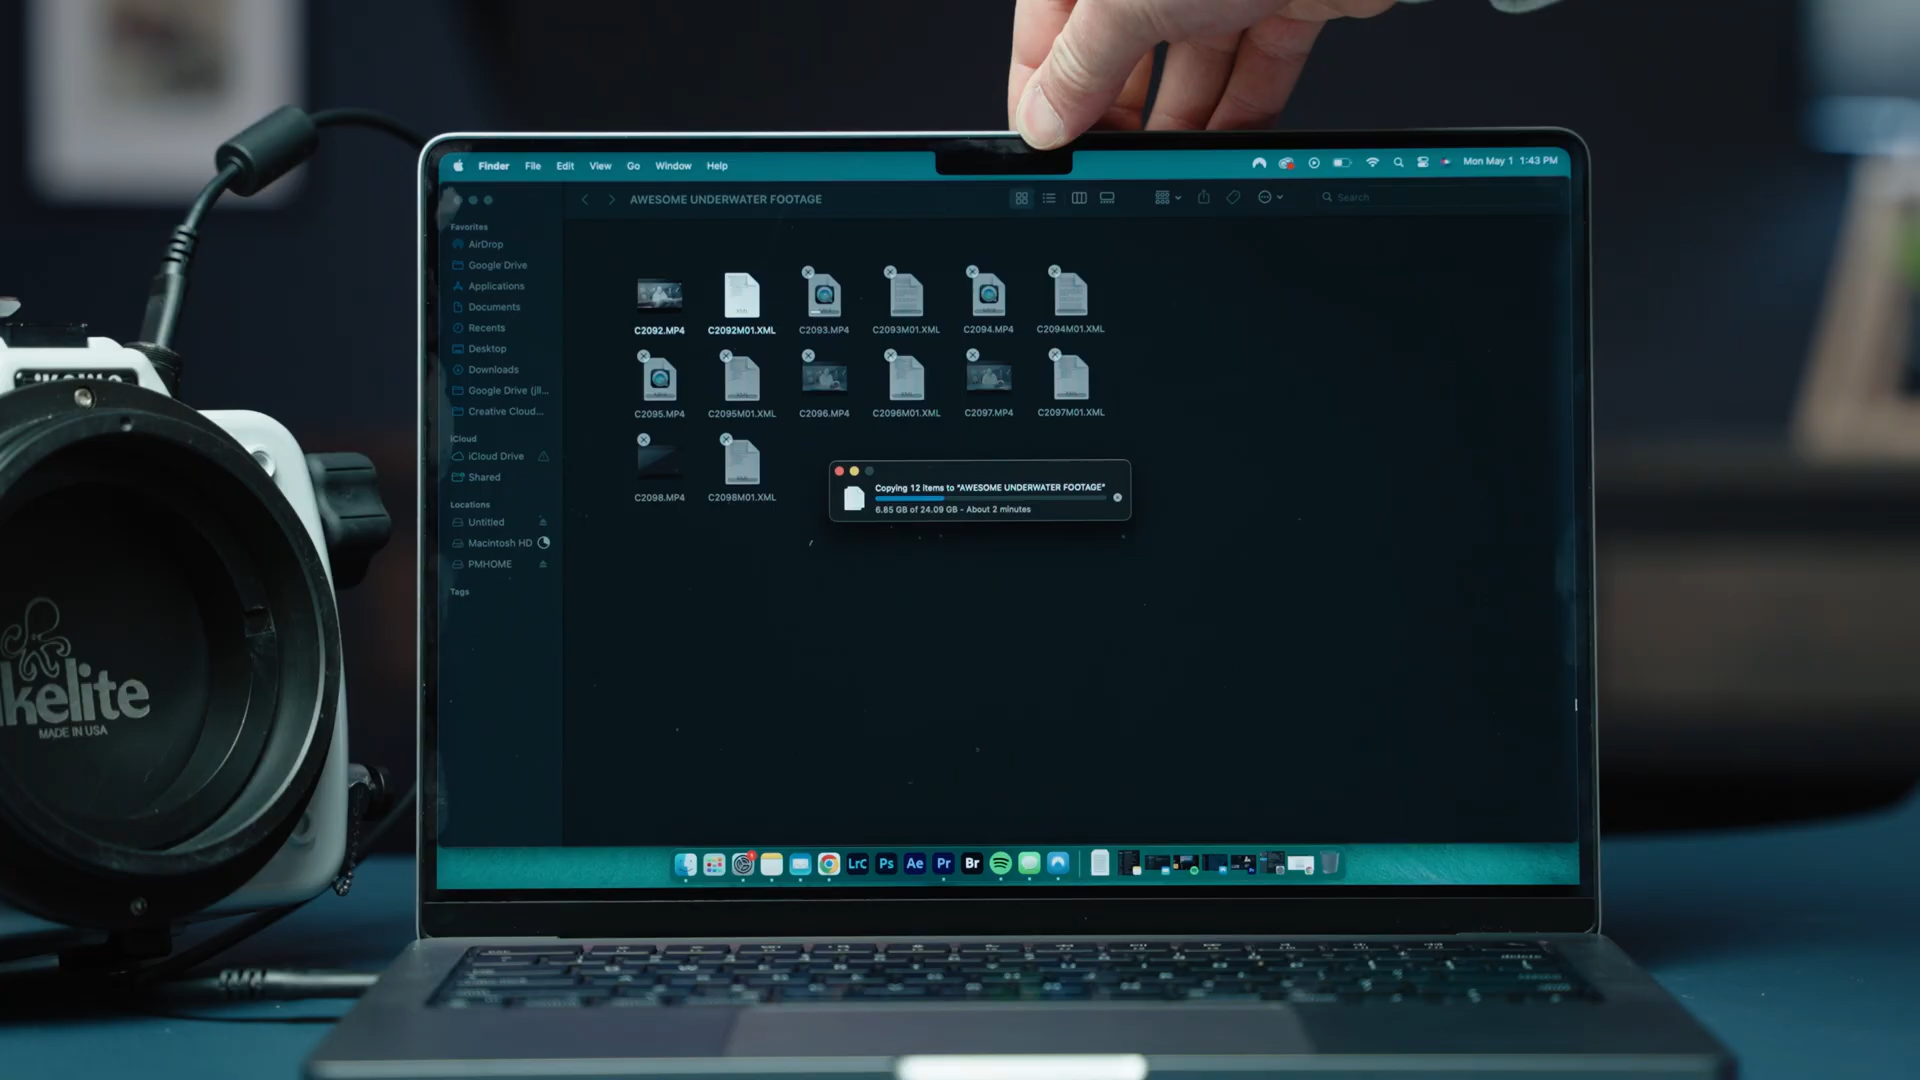 Finder File Edit View Go Window Help
Mon May 1 1:43 PM
AWESOME UNDERWATER FOOTAGE
Search
Favorites
AirDrop
Google Drive
Applications
Documents
Recents
Desktop
Downloads
Google Drive (jll...
Creative Cloud...
iCloud
iCloud Drive
Shared
Locations
Untitled
Macintosh HD
PMHOME
Tags
C2092.MP4 C2092M01.XML C2093.MP4 C2093M01.XML C2094.MP4 C2094M01.XML
C2095.MP4 C2095M01.XML C2096.MP4 C2096M01.XML C2097.MP4 C2097M01.XML
C2098.MP4 C2098M01.XML
Copying 12 items to “AWESOME UNDERWATER FOOTAGE”
6.85 GB of 24.09 GB - About 2 minutes
LrC Ps Ae Pr Br
kelite
MADE IN USA
delete